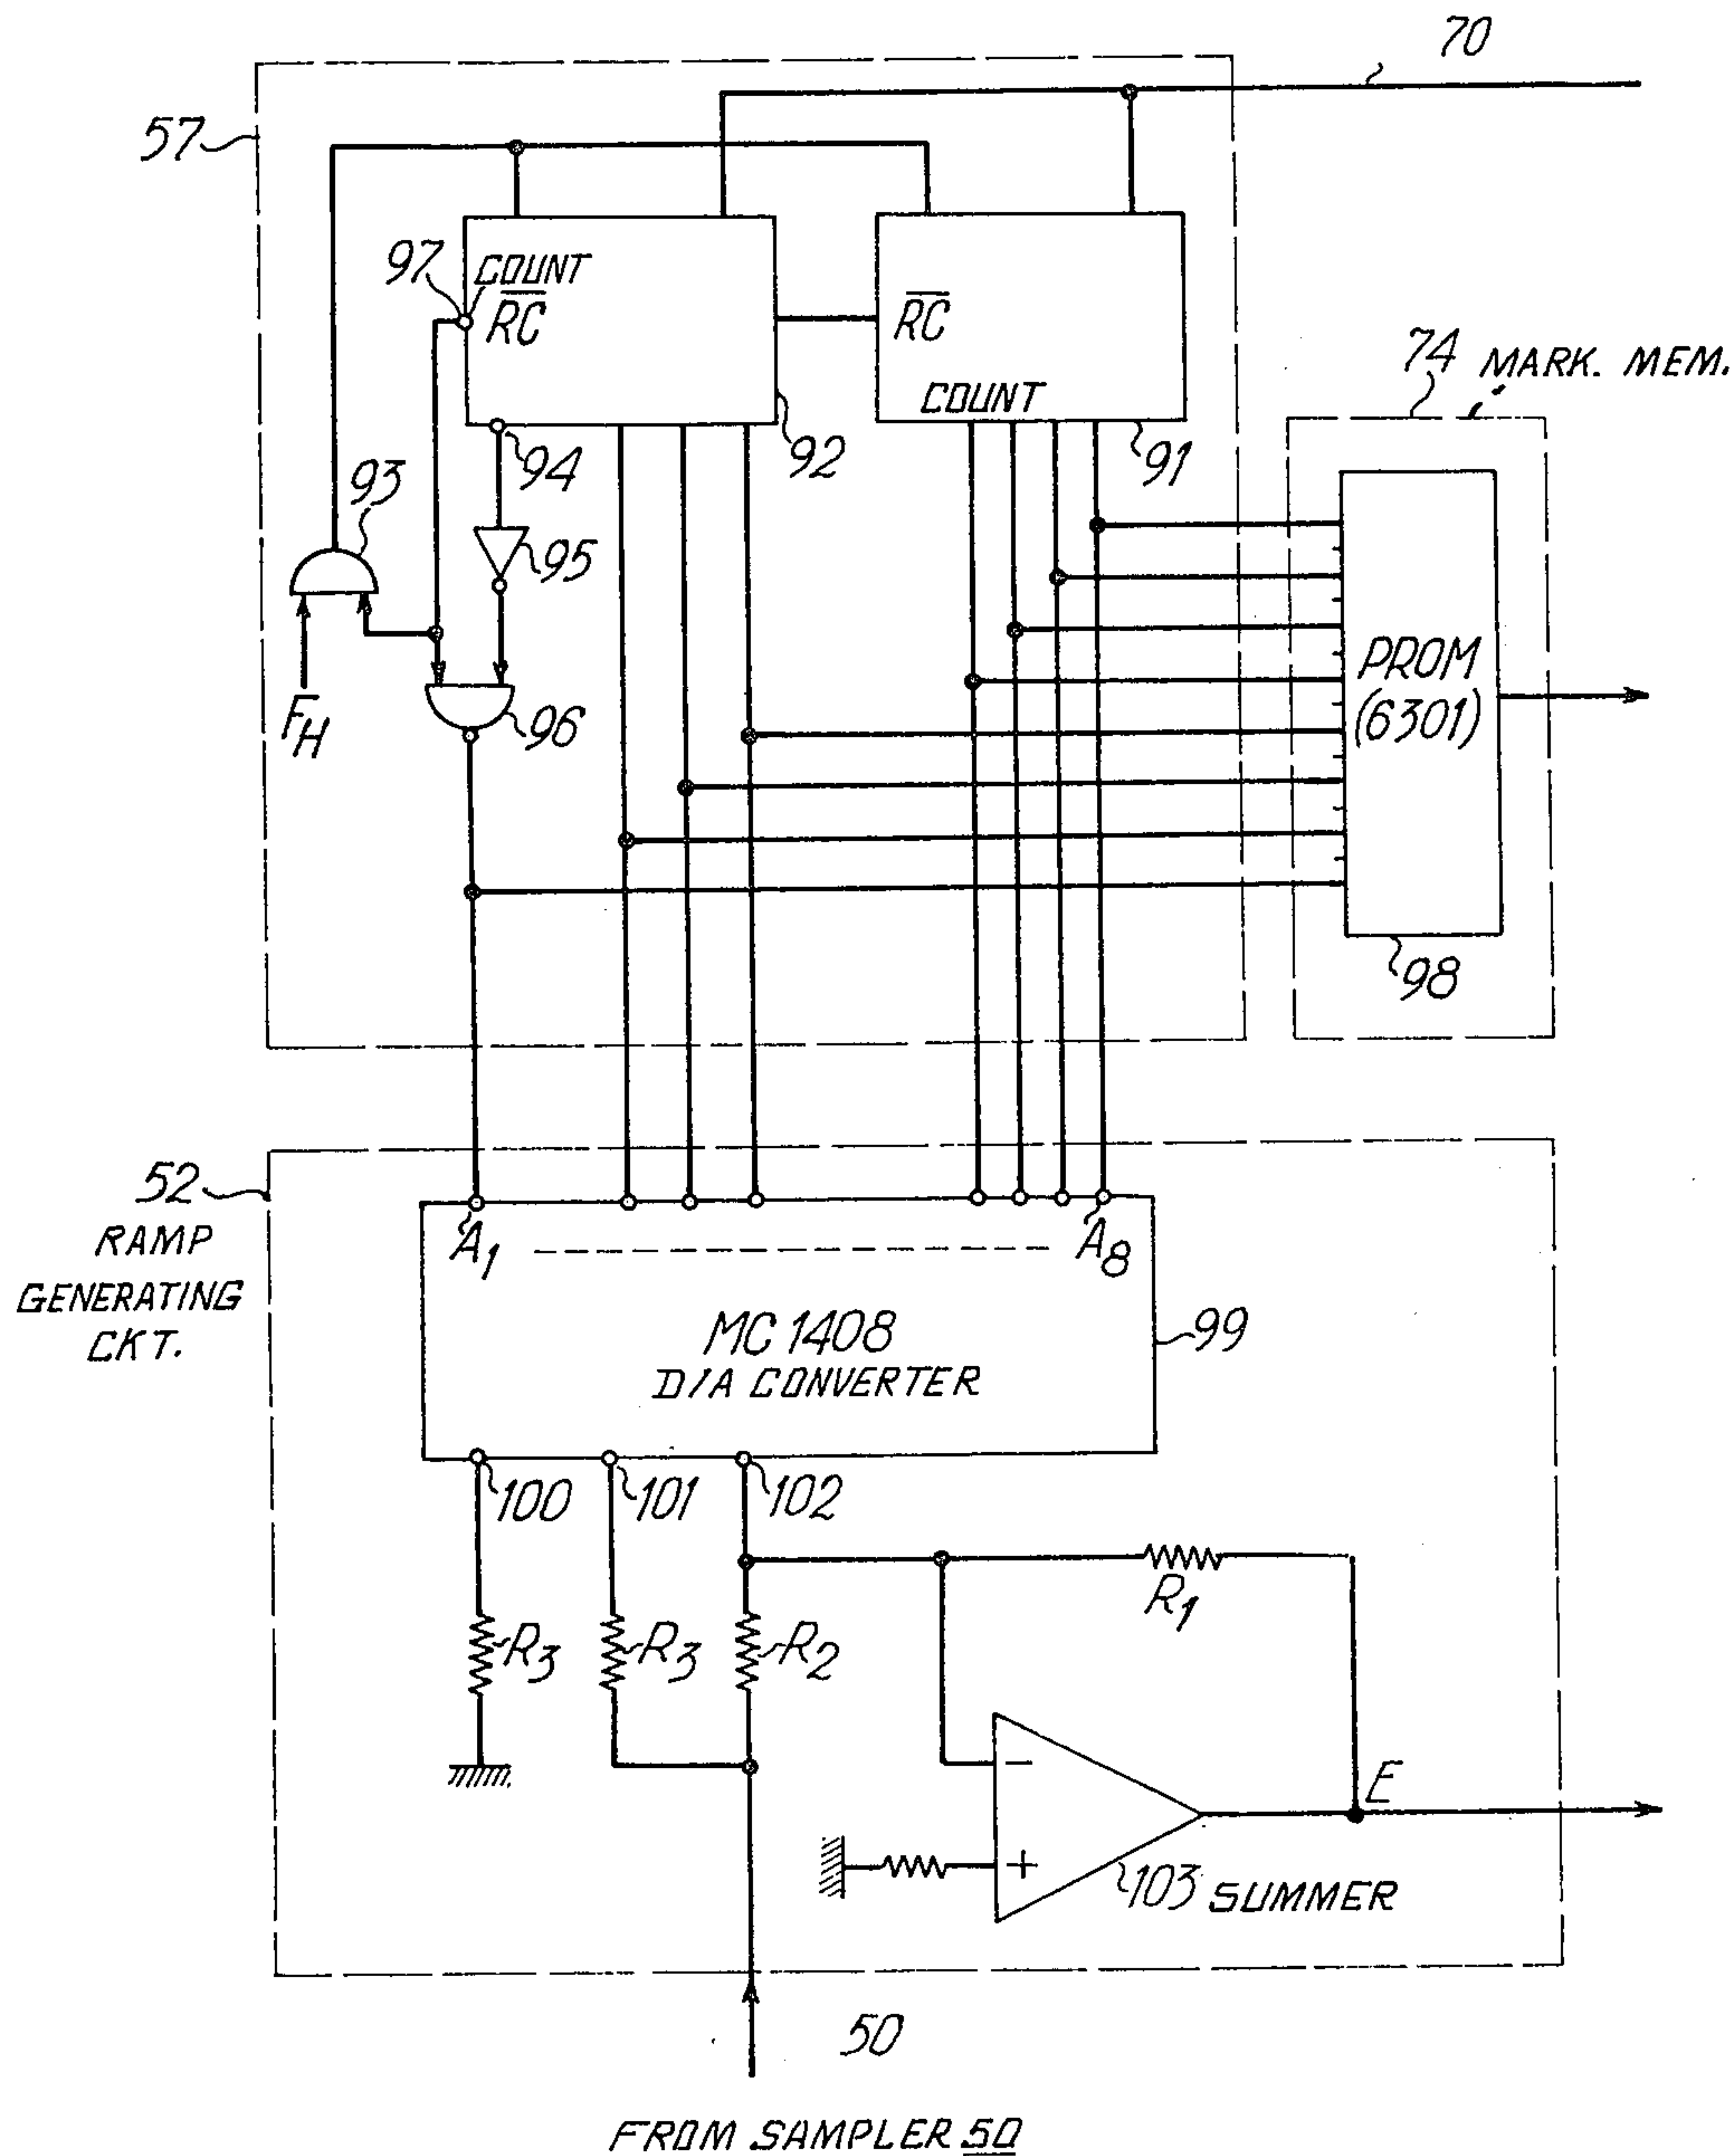 70
57
97
COUNT
RC
RC
COUNT
92
91
94
93
95
96
F_H
74 MARK. MEM.
PROM
(6301)
98
52
RAMP
GENERATING
CKT.
A1
A8
MC 1408
D/A CONVERTER
99
100
101
102
R3
R3
R2
R1
E
-
+
103 SUMMER
50
FROM SAMPLER 50